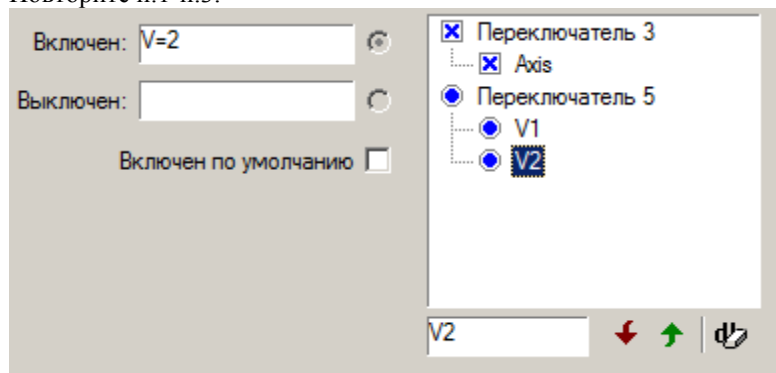 Включен: V=2
Выключен:
Включен по умолчанию
Переключатель 3
Axis
Переключатель 5
V1
V2
V2